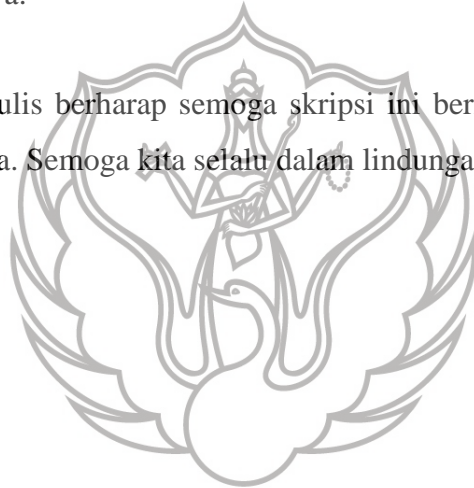 a.
ulis berharap semoga skripsi ini ber
a. Semoga kita selalu dalam lindunga